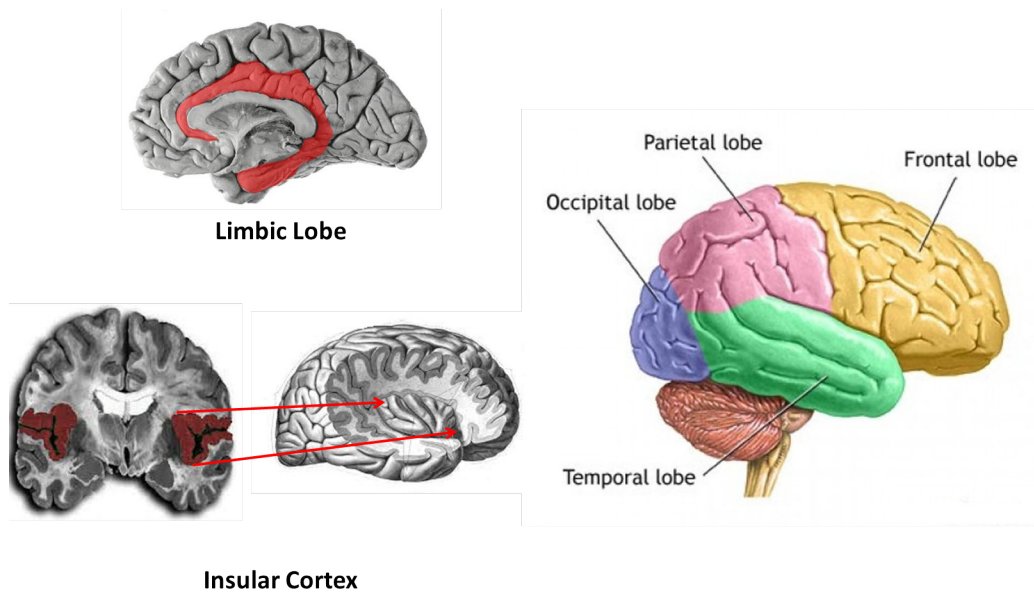 Limbic Lobe
Parietal lobe
Frontal lobe
Occipital lobe
Temporal lobe
Insular Cortex